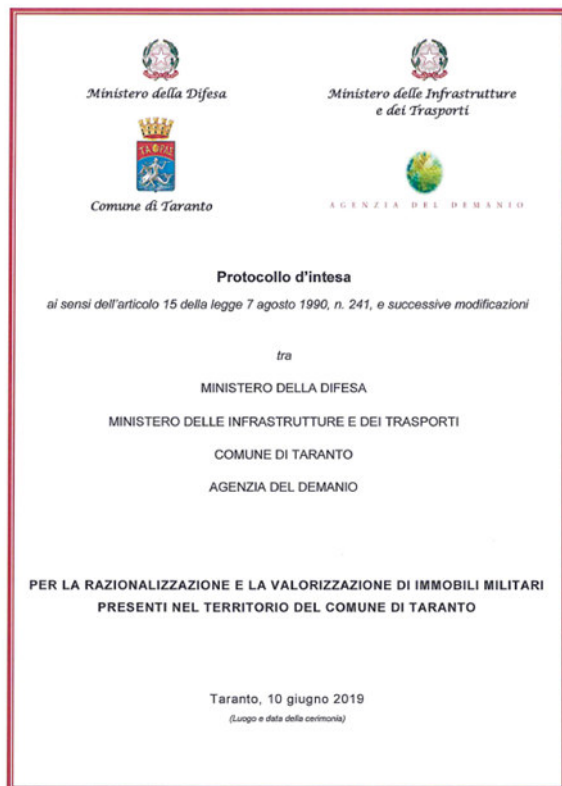 Ministero della Difesa
Ministero delle Infrastrutture
e dei Trasporti
Comune di Taranto
AGENZIA DEL DEMANIO
Protocollo d'intesa
ai sensi dell'articolo 15 della legge 7 agosto 1990, n. 241, e successive modificazioni
tra
MINISTERO DELLA DIFESA
MINISTERO DELLE INFRASTRUTTURE E DEI TRASPORTI
COMUNE DI TARANTO
AGENZIA DEL DEMANIO
PER LA RAZIONALIZZAZIONE E LA VALORIZZAZIONE DI IMMOBILI MILITARI
PRESENTI NEL TERRITORIO DEL COMUNE DI TARANTO
Taranto, 10 giugno 2019
(Luogo e data della cerimonia)